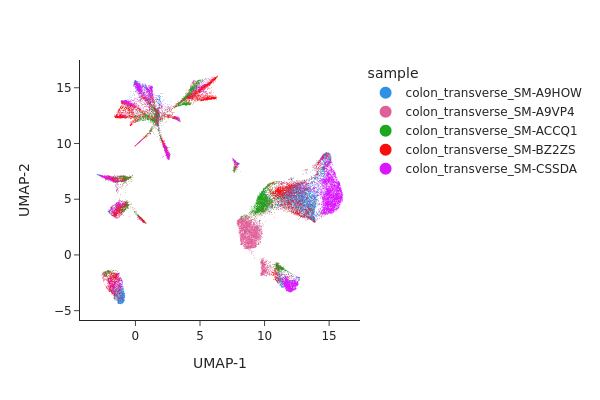 sample
colon_transverse_SM-A9HOW
colon_transverse_SM-A9VP4
colon_transverse_SM-ACCQ1
colon_transverse_SM-BZ2ZS
colon_transverse_SM-CSSDA
15
10
5
0
−5
UMAP-2
0
5
10
15
UMAP-1